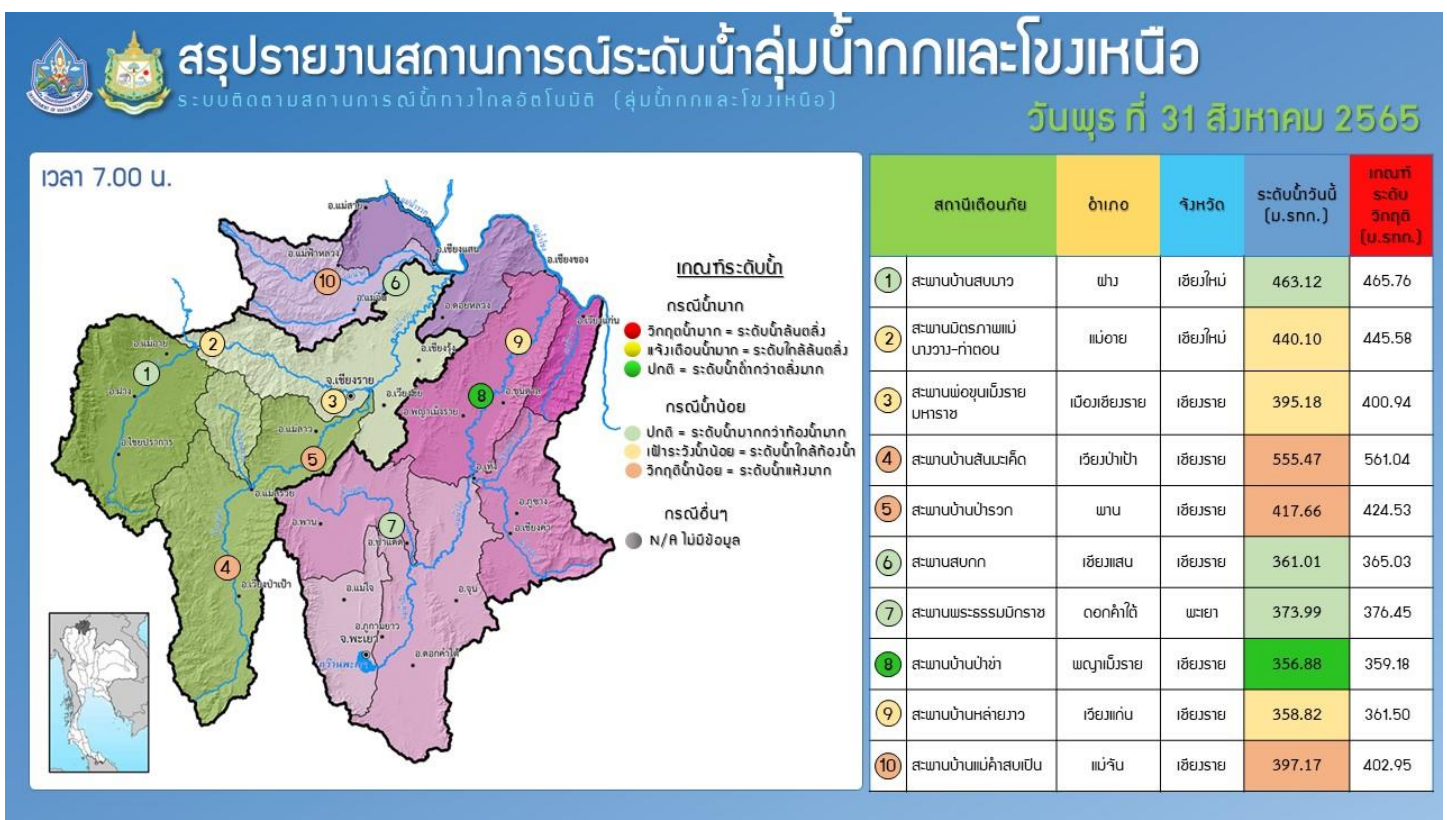 สรุปรายงานสถานการณ์ระดับน้ำลุ่มน้ำกกและโขงเหนือ
ระบบติดตามสถานการณ์น้ำทางไกลอัตโนมัติ (ลุ่มน้ำกกและโขงเหนือ)
วันพุธ ที่ 31 สิงหาคม 2565
เวลา 7.00 น.
อ.แม่สาย
อ.เชียงแสน
อ.แม่ฟ้าหลวง
อ.เชียงของ
10
6
อ.ดอยหลวง
อ.เวียงแก่น
อ.แม่อาย
2
9
อ.เชียงรุ้ง
1
จ.เชียงราย
อ.ฝาง
3
8
อ.ขุนตาล
อ.พญาเม็งราย
อ.แม่ลาว
อ.ไชยปราการ
5
อ.เทิง
อ.แม่สรวย
อ.ภูซาง
อ.พาน
7
อ.เชียงคำ
อ.ป่าแดด
4
อ.เวียงป่าเป้า
อ.แม่ใจ
อ.จุน
อ.ภูกามยาว
จ.พะเยา
กว๊านพะเยา
อ.ดอกคำใต้
เกณฑ์ระดับน้ำ
กรณีน้ำมาก
วิกฤตน้ำมาก = ระดับน้ำล้นตลิ่ง
แจ้งเตือนน้ำมาก = ระดับใกล้ล้นตลิ่ง
ปกติ = ระดับน้ำต่ำกว่าตลิ่งมาก
กรณีน้ำน้อย
ปกติ = ระดับน้ำมากกว่าท้องน้ำมาก
เฝ้าระวังน้ำน้อย = ระดับน้ำใกล้ท้องน้ำ
วิกฤติน้ำน้อย = ระดับน้ำแห้งมาก
กรณีอื่นๆ
N/A ไม่มีข้อมูล
สถานีเตือนภัย อำเภอ จังหวัด ระดับน้ำวันนี้ (ม.รทก.) เกณฑ์ระดับวิกฤติ (ม.รทก.)
1 สะพานบ้านสบมาว ฝาง เชียงใหม่ 463.12 465.76
2 สะพานมิตรภาพแม่นางวาง-ท่าตอน แม่อาย เชียงใหม่ 440.10 445.58
3 สะพานพ่อขุนเม็งรายมหาราช เมืองเชียงราย เชียงราย 395.18 400.94
4 สะพานบ้านสันมะเค็ด เวียงป่าเป้า เชียงราย 555.47 561.04
5 สะพานบ้านป่ารวก พาน เชียงราย 417.66 424.53
6 สะพานสบกก เชียงแสน เชียงราย 361.01 365.03
7 สะพานพระธรรมมิกราช ดอกคำใต้ พะเยา 373.99 376.45
8 สะพานบ้านป่าข่า พญาเม็งราย เชียงราย 356.88 359.18
9 สะพานบ้านหล่ายงาว เวียงแก่น เชียงราย 358.82 361.50
10 สะพานบ้านแม่คำสบเปิน แม่จัน เชียงราย 397.17 402.95